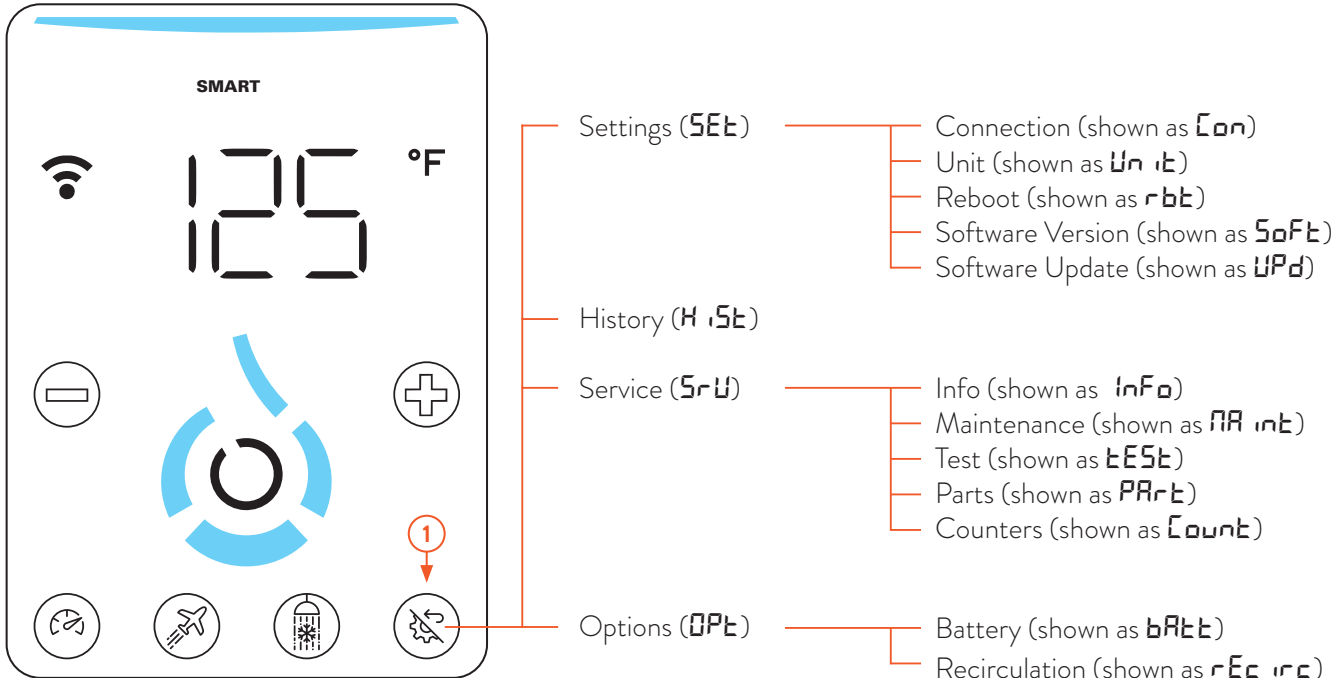 SMART
125 °F
1
Settings (SEt)
Connection (shown as Con)
Unit (shown as Unit)
Reboot (shown as rbt)
Software Version (shown as SoFt)
Software Update (shown as UPd)
History (HiSt)
Service (SrU)
Info (shown as InFo)
Maintenance (shown as MAint)
Test (shown as tESt)
Parts (shown as PArt)
Counters (shown as Count)
Options (OPt)
Battery (shown as bAtt)
Recirculation (shown as rEcirc)